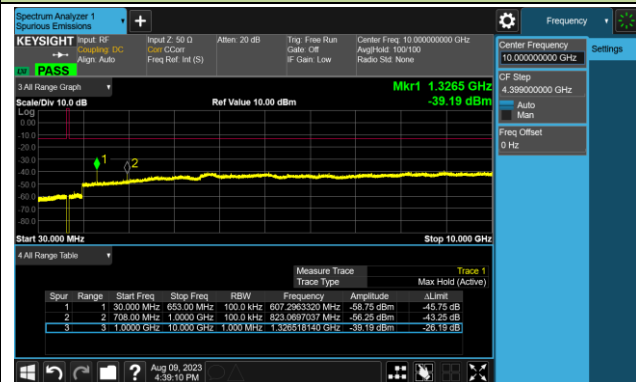 Spectrum Analyzer 1
Spurious Emissions
Frequency
KEYSIGHT
Input: RF
Coupling: DC
Align: Auto
Input Z: 50 Ω
Corr CCorr
Freq Ref: Int (S)
Atten: 20 dB
Trig: Free Run
Gate: Off
IF Gain: Low
Center Freq: 10.000000000 GHz
Avg|Hold: 100/100
Radio Std: None
PASS
Center Frequency
10.000000000 GHz
Settings
CF Step
4.399000000 GHz
Auto
Man
Freq Offset
0 Hz
3 All Range Graph
Mkr1 1.3265 GHz
Scale/Div 10.0 dB
Ref Value 10.00 dBm
-39.19 dBm
Log
0.00
-10.0
-20.0
-30.0
-40.0
-50.0
-60.0
-70.0
-80.0
1
2
Start 30.000 MHz
Stop 10.000 GHz
4 All Range Table
Measure Trace Trace 1
Trace Type Max Hold (Active)
Spur Range Start Freq Stop Freq RBW Frequency Amplitude ΔLimit
1 1 30.000 MHz 653.00 MHz 100.0 kHz 607.2963320 MHz -58.75 dBm -45.75 dB
2 2 708.00 MHz 1.0000 GHz 100.0 kHz 823.0697037 MHz -56.25 dBm -43.25 dB
3 3 1.0000 GHz 10.000 GHz 1.000 MHz 1.326518140 GHz -39.19 dBm -26.19 dB
Aug 09, 2023
4:39:10 PM